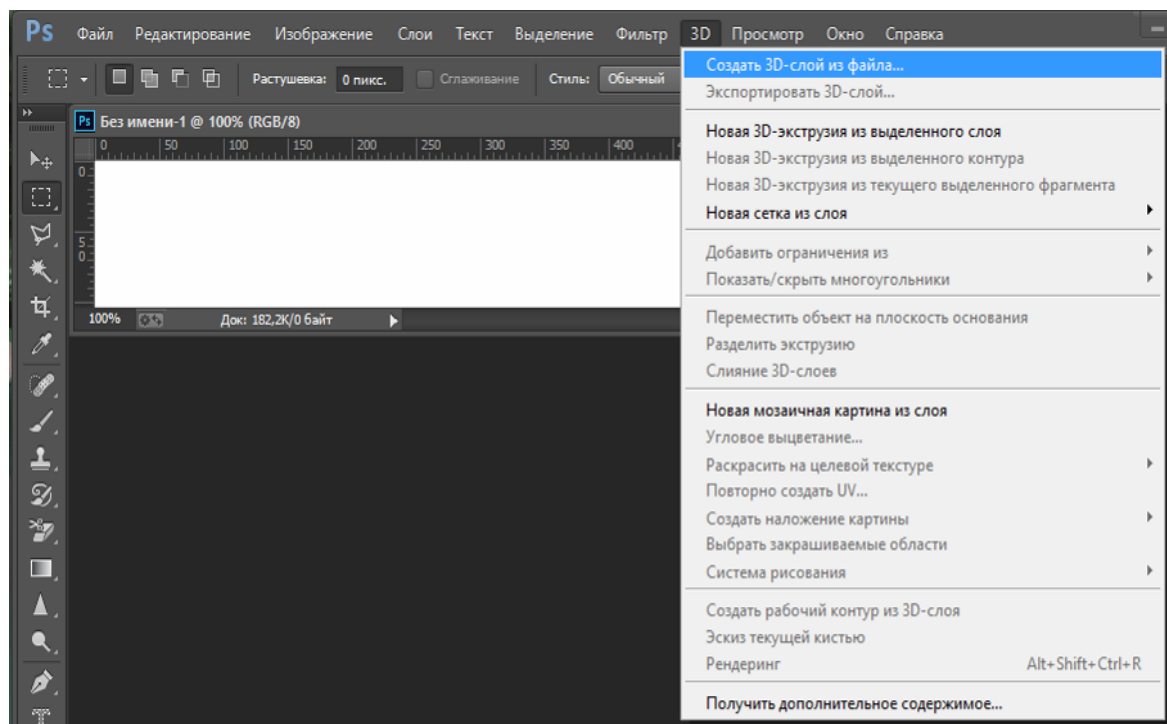 Ps Файл Редактирование Изображение Слои Текст Выделение Фильтр 3D Просмотр Окно Справка
Растушевка: 0 пикс. Сглаживание Стиль: Обычный
Ps Без имени-1 @ 100% (RGB/8)
0 50 100 150 200 250 300 350 400
0
5
0
100% Док: 182,2K/0 байт
Создать 3D-слой из файла...
Экспортировать 3D-слой...
Новая 3D-экструзия из выделенного слоя
Новая 3D-экструзия из выделенного контура
Новая 3D-экструзия из текущего выделенного фрагмента
Новая сетка из слоя
Добавить ограничения из
Показать/скрыть многоугольники
Переместить объект на плоскость основания
Разделить экструзию
Слияние 3D-слоев
Новая мозаичная картина из слоя
Угловое выцветание...
Раскрасить на целевой текстуре
Повторно создать UV...
Создать наложение картины
Выбрать закрашиваемые области
Система рисования
Создать рабочий контур из 3D-слоя
Эскиз текущей кистью
Рендеринг Alt+Shift+Ctrl+R
Получить дополнительное содержимое...